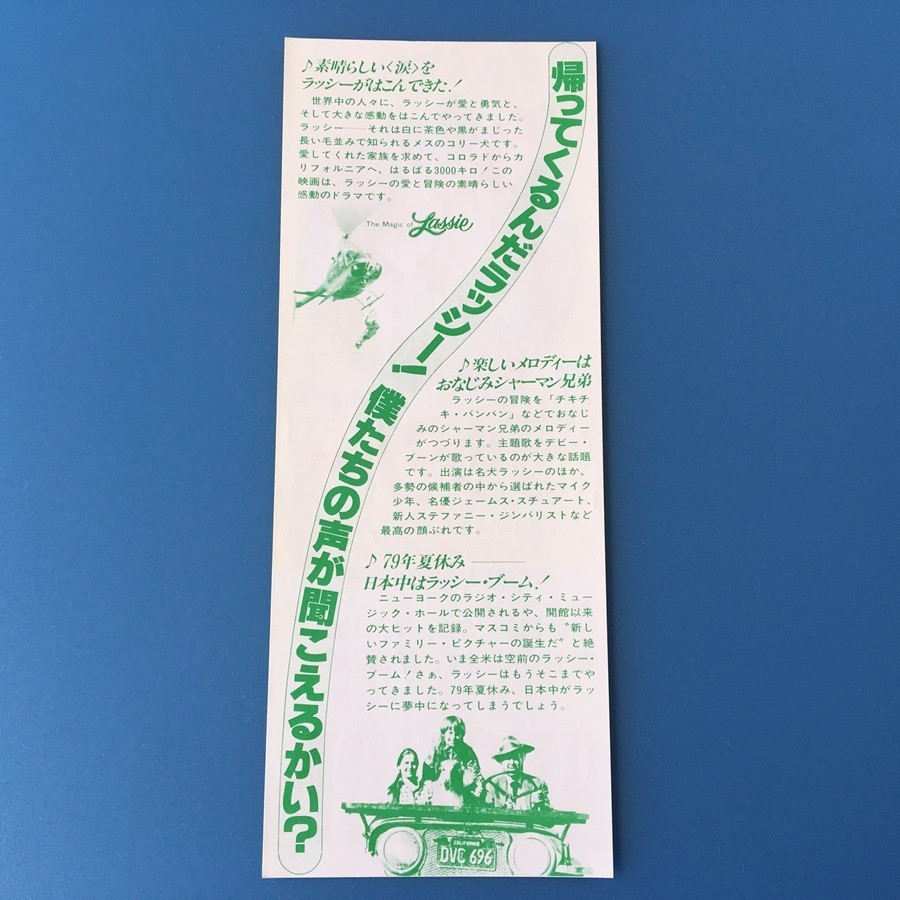 帰ってくるんだラッシー！僕たちの声が聞こえるかい？
♪素晴らしい〈涙〉を
ラッシーがはこんできた！
世界中の人々に、ラッシーが愛と勇気と、
そして大きな感動をはこんでやってきました。
ラッシー――それは白に茶色や黒がまじった
長い毛並みで知られるメスのコリー犬です。
愛してくれた家族を求めて、コロラドからカ
リフォルニアへ、はるばる3000キロ！この
映画は、ラッシーの愛と冒険の素晴らしい
感動のドラマです。
The Magic of Lassie
♪楽しいメロディーは
おなじみシャーマン兄弟
ラッシーの冒険を「チキチ
キ・バンバン」などでおなじ
みのシャーマン兄弟のメロディー
がつづります。主題歌をデビー・
ブーンが歌っているのが大きな話題
です。出演は名犬ラッシーのほか、
多勢の候補者の中から選ばれたマイク
少年、名優ジェームス・スチュアート、
新人ステファニー・ジンバリストなど
最高の顔ぶれです。
♪79年夏休み――
日本中はラッシー・ブーム！
ニューヨークのラジオ・シティ・ミュー
ジック・ホールで公開されるや、開館以来
の大ヒットを記録。マスコミからも〝新し
いファミリー・ピクチャーの誕生だ〟と絶
賛されました。いま全米は空前のラッシー・
ブーム！さぁ、ラッシーはもうそこまでや
ってきました。79年夏休み、日本中がラッ
シーに夢中になってしまうでしょう。
CALIFORNIA
DVC 696